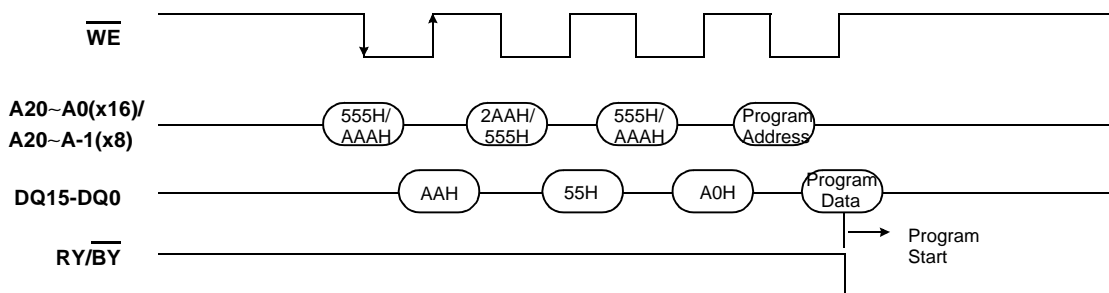 WE
A20~A0(x16)/
A20~A-1(x8)
555H/
AAAH
2AAH/
555H
555H/
AAAH
Program
Address
DQ15-DQ0
AAH
55H
A0H
Program
Data
RY/BY
Program
Start